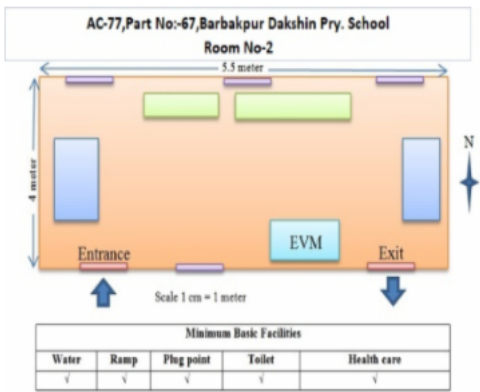 AC-77,Part No:-67,Barbakpur Dakshin Pry. School
Room No-2
5.5 meter
4 meter
N
EVM
Entrance
Exit
Scale 1 cm = 1 meter
Minimum Basic Facilities
Water Ramp Plug point Toilet Health care
√ √ √ √ √